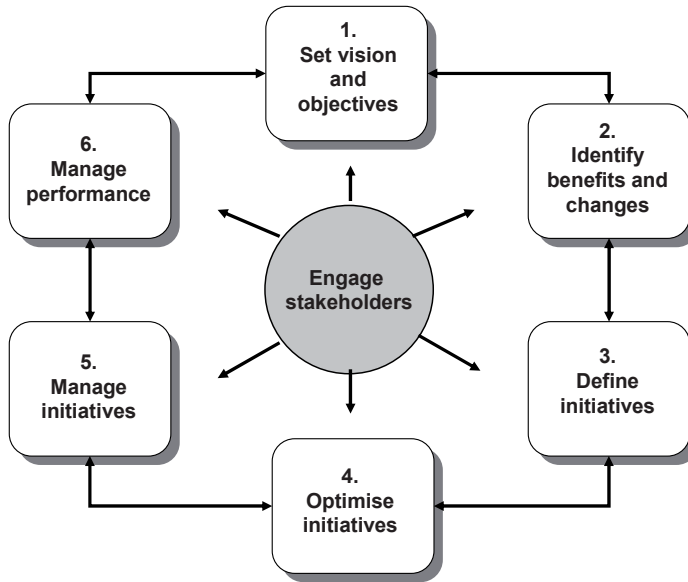 1.
Set vision
and
objectives
2.
Identify
benefits and
changes
3.
Define
initiatives
4.
Optimise
initiatives
5.
Manage
initiatives
6.
Manage
performance
Engage
stakeholders